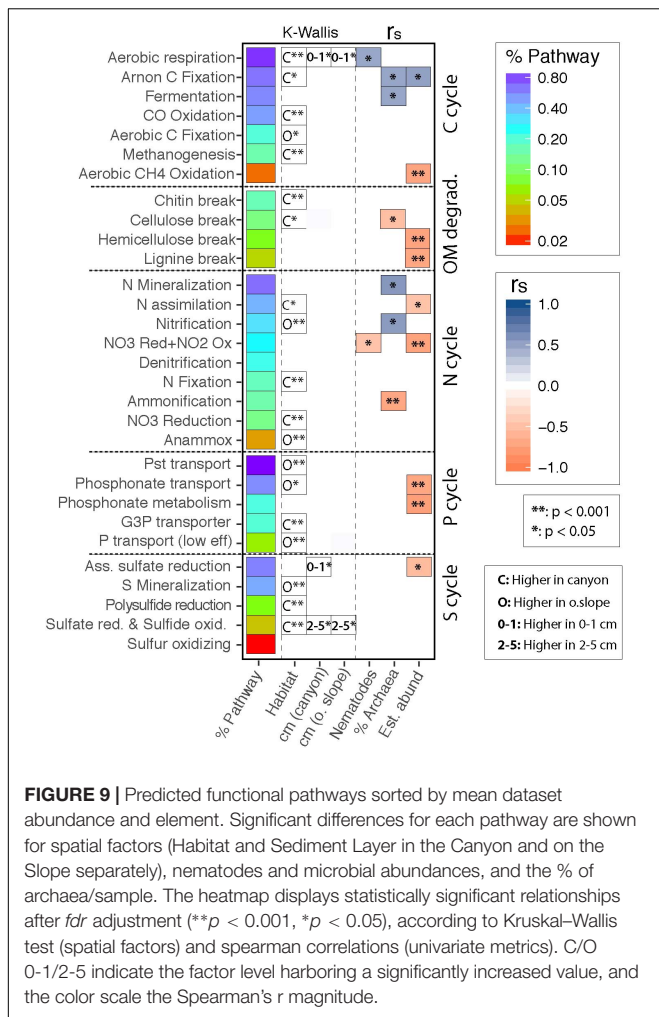 K-Wallis rs
Aerobic respiration C** 0-1* 0-1* *
Arnon C Fixation C* * *
Fermentation *
CO Oxidation C**
Aerobic C Fixation O*
Methanogenesis C**
Aerobic CH4 Oxidation **
C cycle
Chitin break C**
Cellulose break C* *
Hemicellulose break **
Lignine break **
OM degrad.
N Mineralization *
N assimilation C* *
Nitrification O** *
NO3 Red+NO2 Ox * **
Denitrification
N Fixation C**
Ammonification **
NO3 Reduction C**
Anammox O**
N cycle
Pst transport O**
Phosphonate transport O* **
Phosphonate metabolism **
G3P transporter C**
P transport (low eff) O**
P cycle
Ass. sulfate reduction 0-1* *
S Mineralization O**
Polysulfide reduction C**
Sulfate red. & Sulfide oxid. C** 2-5* 2-5*
Sulfur oxidizing
S cycle
% Pathway
Habitat
cm (canyon)
cm (o. slope)
Nematodes
% Archaea
Est. abund
% Pathway
0.80
0.40
0.20
0.10
0.05
0.02
rs
1.0
0.5
0.0
−0.5
−1.0
**: p < 0.001
*: p < 0.05
C: Higher in canyon
O: Higher in o.slope
0-1: Higher in 0-1 cm
2-5: Higher in 2-5 cm
FIGURE 9 | Predicted functional pathways sorted by mean dataset
abundance and element. Significant differences for each pathway are shown
for spatial factors (Habitat and Sediment Layer in the Canyon and on the
Slope separately), nematodes and microbial abundances, and the % of
archaea/sample. The heatmap displays statistically significant relationships
after fdr adjustment (**p < 0.001, *p < 0.05), according to Kruskal–Wallis
test (spatial factors) and spearman correlations (univariate metrics). C/O
0-1/2-5 indicate the factor level harboring a significantly increased value, and
the color scale the Spearman's r magnitude.